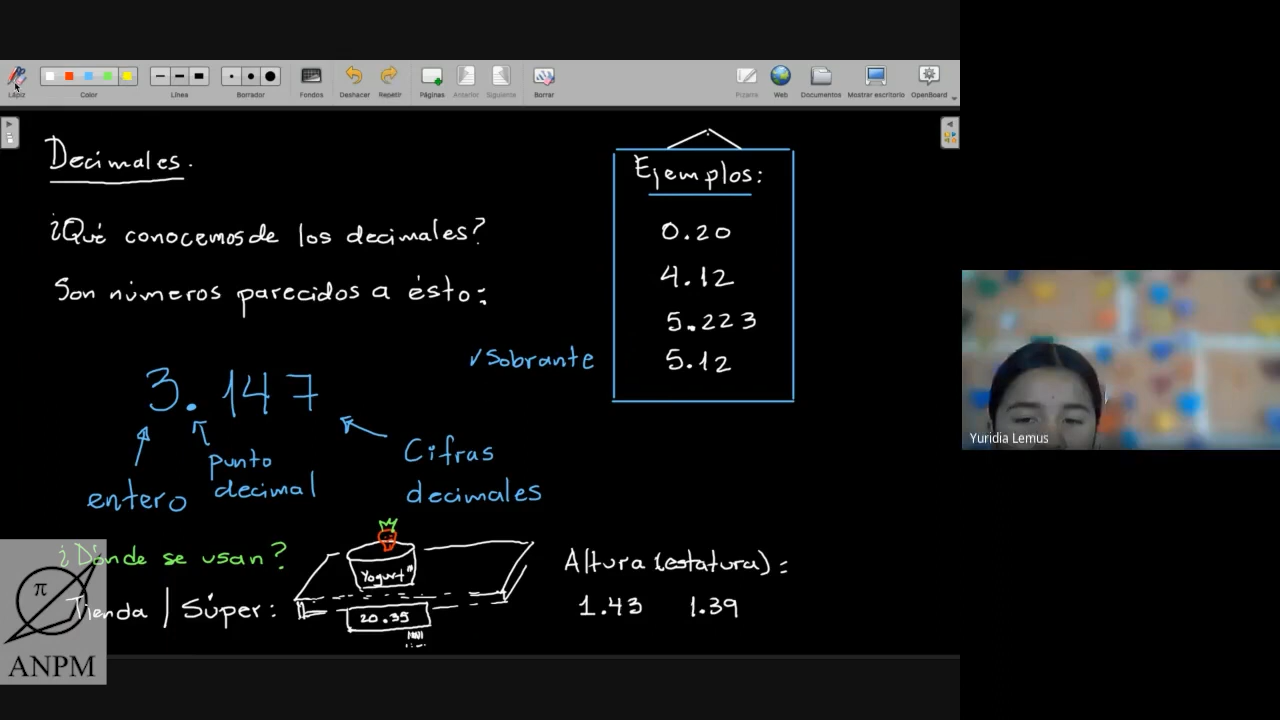 Lápiz
Color
Línea
Borrador
Fondos
Deshacer
Repetir
Páginas
Anterior
Siguiente
Borrar
Pizarra
Web
Documentos
Mostrar escritorio
OpenBoard
Decimales.
¿Qué conocemos de los decimales?
Son números parecidos a ésto:
3.147
entero
punto
decimal
Cifras
decimales
✓Sobrante
Ejemplos:
0.20
4.12
5.223
5.12
¿Dónde se usan?
Tienda | Súper:
Yogurt
20.35
Altura (estatura):
1.43 1.39
Yuridia Lemus
π
ANPM